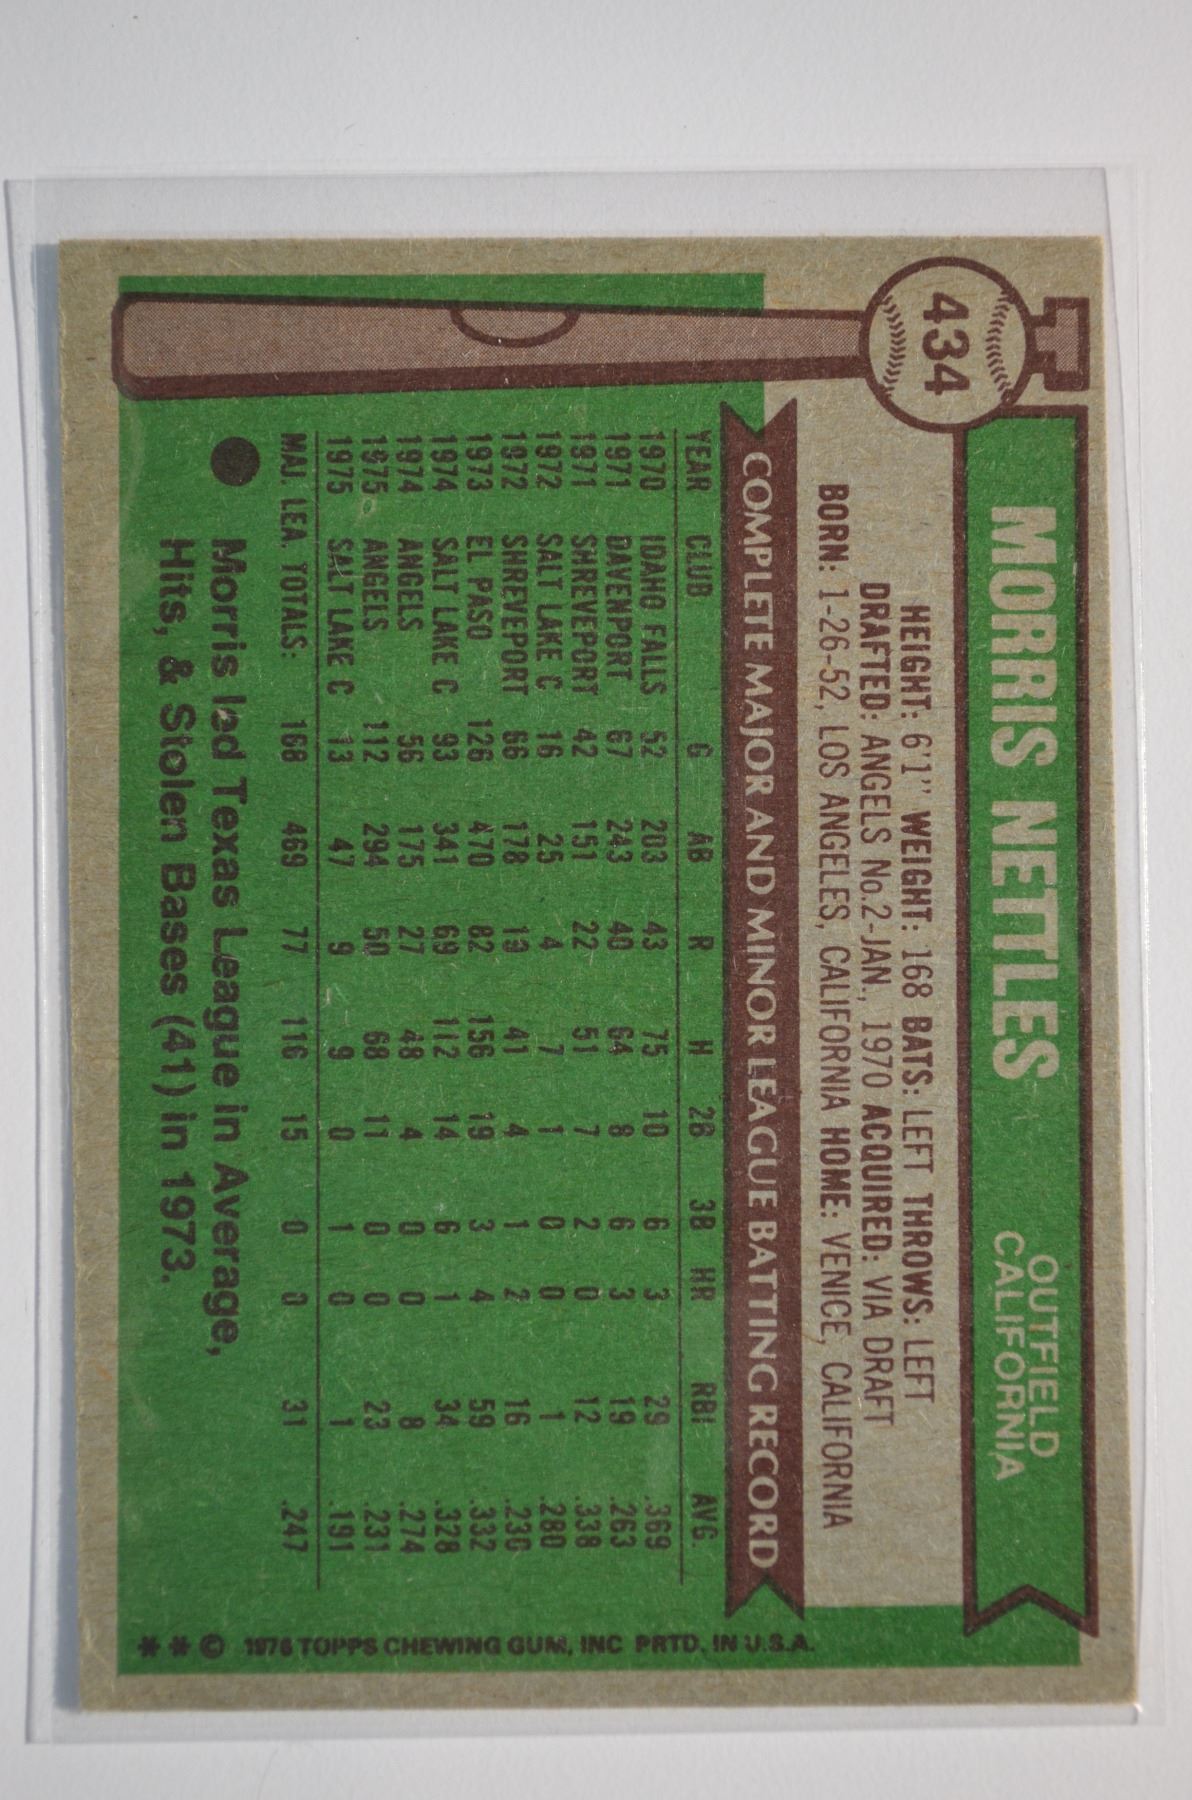 434
MORRIS NETTLES
OUTFIELD
CALIFORNIA
HEIGHT: 6'1" WEIGHT: 168 BATS: LEFT THROWS: LEFT
DRAFTED: ANGELS No.2-JAN., 1970 ACQUIRED: VIA DRAFT
BORN: 1-26-52, LOS ANGELES, CALIFORNIA HOME: VENICE, CALIFORNIA
COMPLETE MAJOR AND MINOR LEAGUE BATTING RECORD
YEAR CLUB G AB R H 2B 3B HR RBI AVG.
1970 IDAHO FALLS 52 203 43 75 10 6 3 29 .369
1971 DAVENPORT 67 243 40 64 8 6 3 19 .263
1971 SHREVEPORT 42 151 22 51 7 2 0 12 .338
1972 SALT LAKE C 16 25 4 7 1 0 0 1 .280
1972 SHREVEPORT 66 178 19 41 4 1 2 16 .230
1973 EL PASO 126 470 82 156 19 3 4 59 .332
1974 SALT LAKE C 93 341 69 112 14 6 1 34 .328
1974 ANGELS 56 175 27 48 4 0 0 8 .274
1975 ANGELS 112 294 50 68 11 0 0 23 .231
1975 SALT LAKE C 13 47 9 9 0 1 0 1 .191
MAJ. LEA. TOTALS: 168 469 77 116 15 0 0 31 .247
Morris led Texas League in Average,
Hits, & Stolen Bases (41) in 1973.
* * © 1976 TOPPS CHEWING GUM, INC PRTD. IN U.S.A.